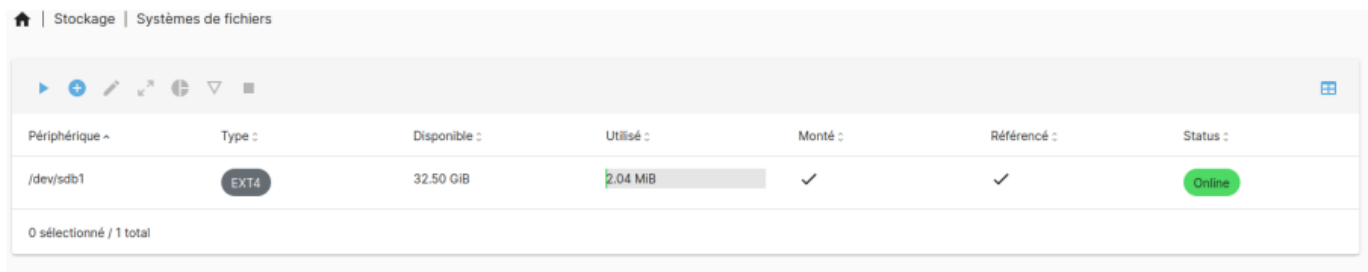 Stockage | Systèmes de fichiers
Périphérique Type Disponible Utilisé Monté Référencé Status
/dev/sdb1 EXT4 32.50 GiB 2.04 MiB Online
0 sélectionné / 1 total